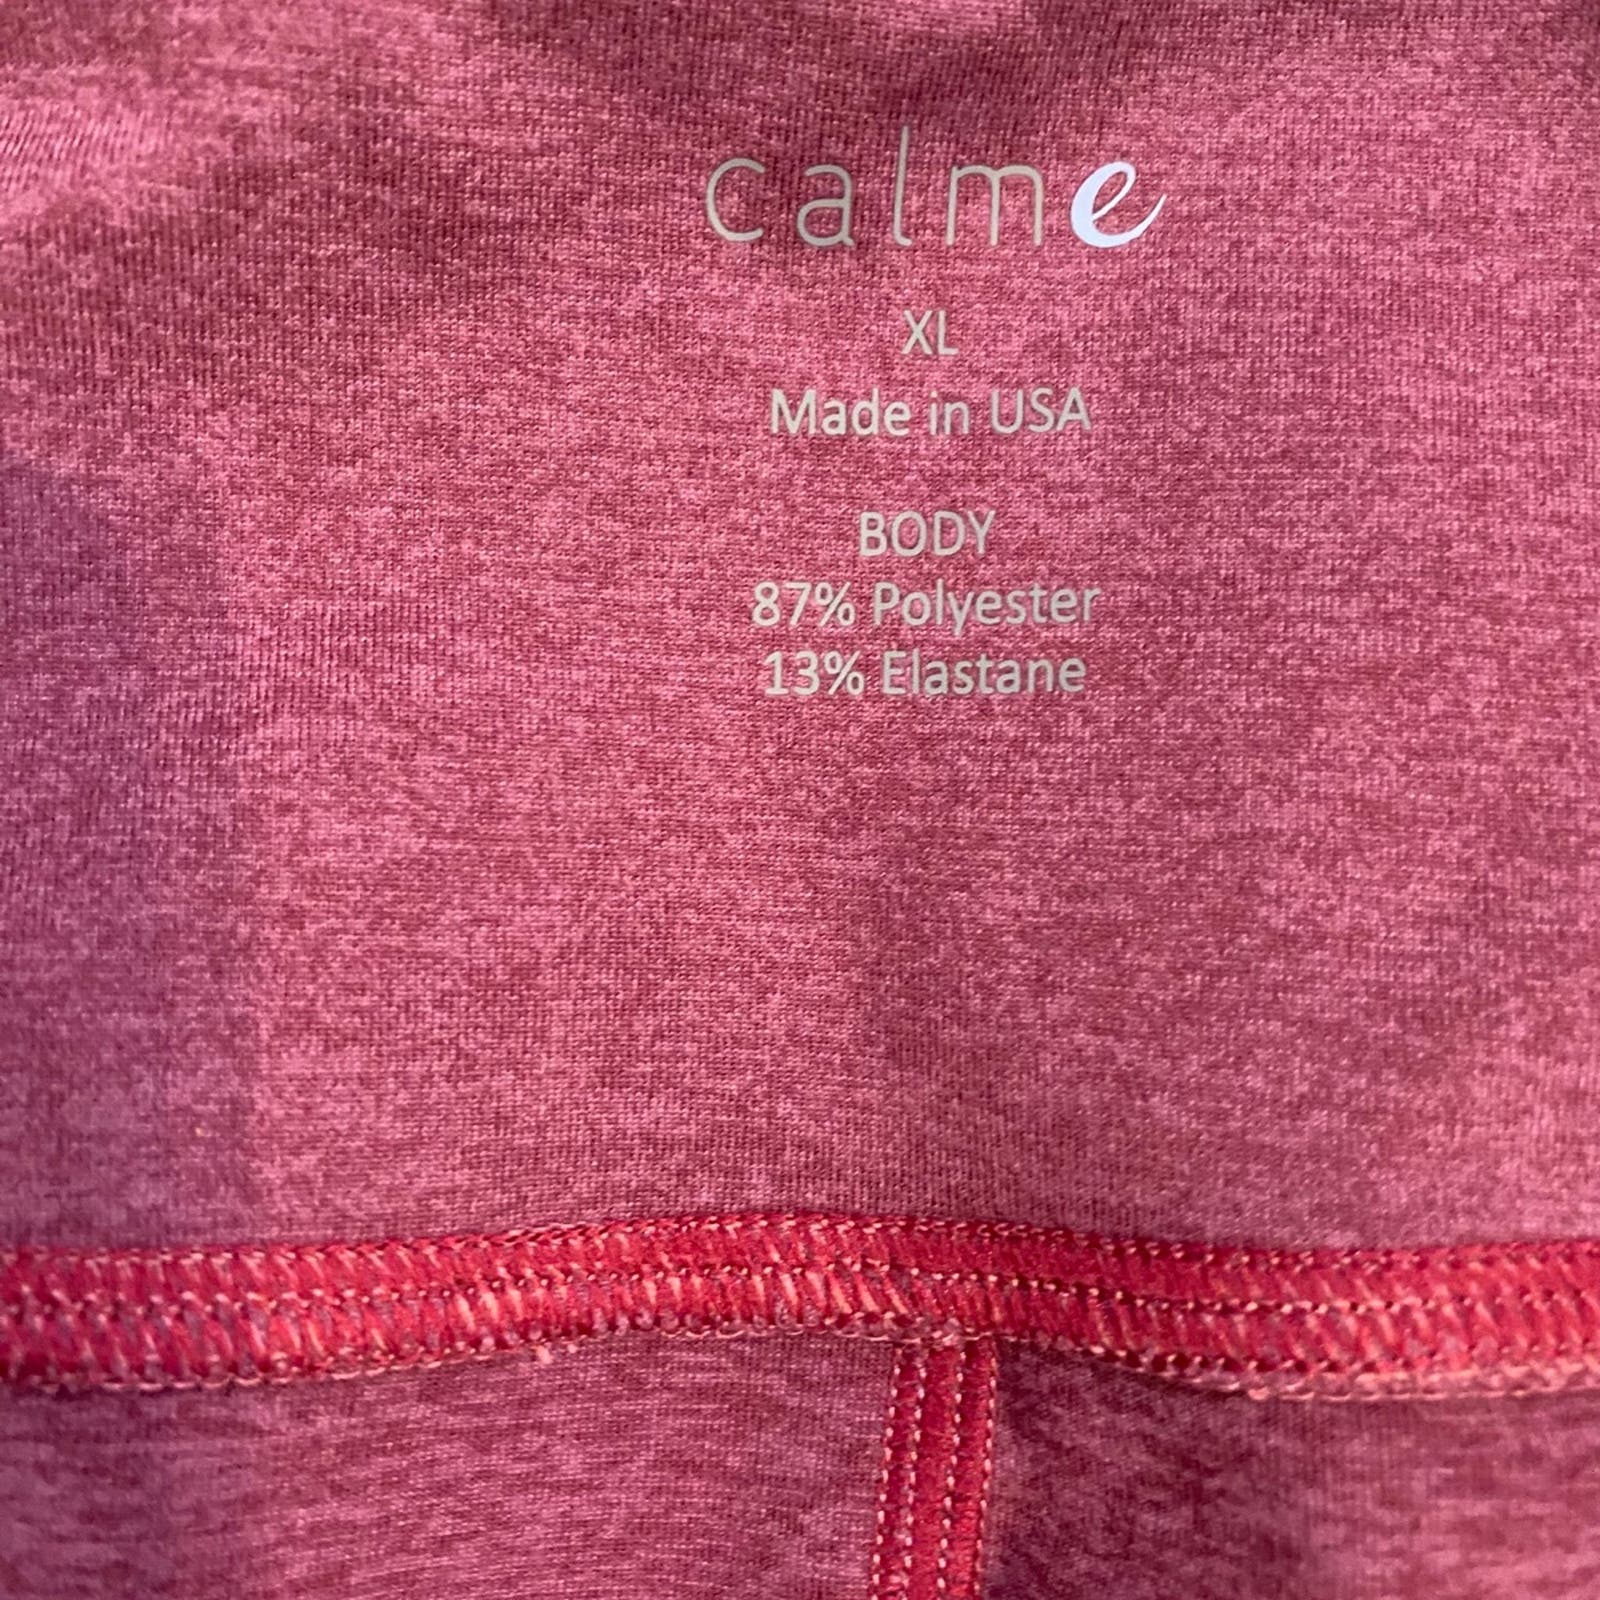 calme
XL
Made in USA
BODY
87% Polyester
13% Elastane